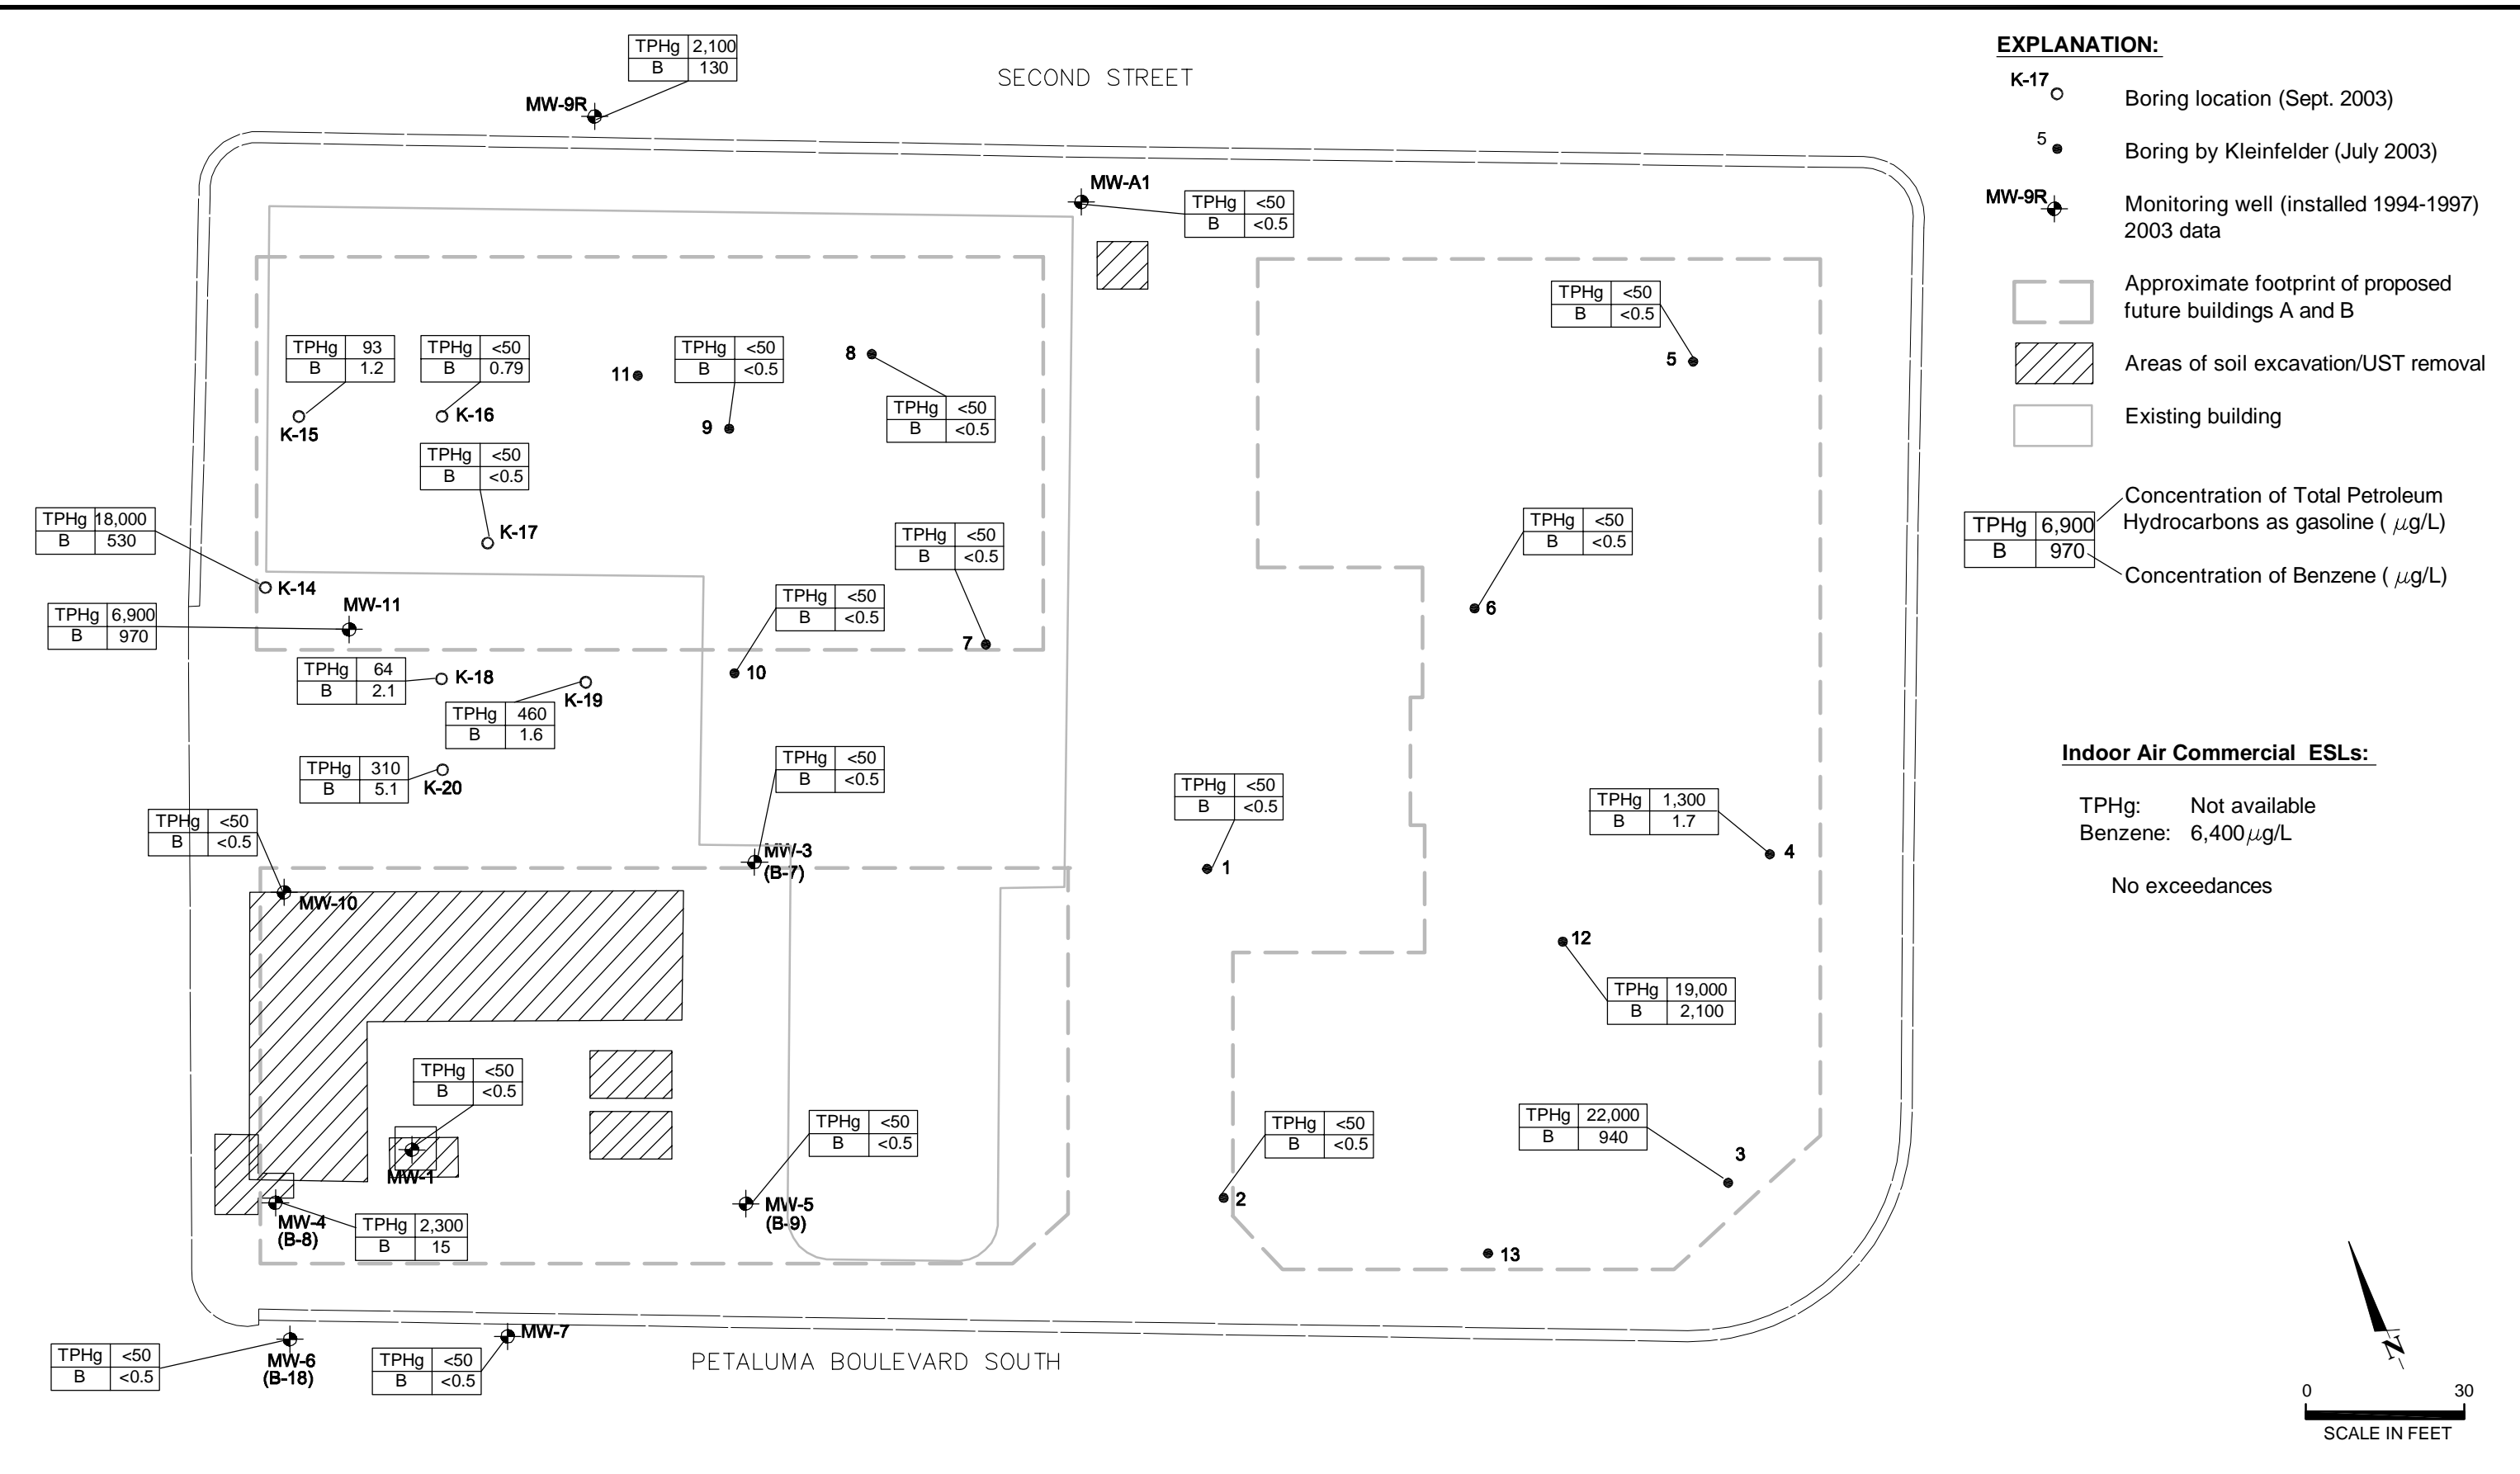 TPHg 2,100
B 130
MW-9R
SECOND STREET
MW-A1
TPHg <50
B <0.5
TPHg <50
B <0.5
5
TPHg 93
B 1.2
K-15
TPHg <50
B 0.79
K-16
11
TPHg <50
B <0.5
9
8
TPHg <50
B <0.5
TPHg <50
B <0.5
K-17
TPHg 18,000
B 530
K-14
TPHg 6,900
B 970
MW-11
TPHg <50
B <0.5
7
TPHg <50
B <0.5
10
TPHg <50
B <0.5
6
TPHg 64
B 2.1
K-18
K-19
TPHg 460
B 1.6
TPHg 310
B 5.1
K-20
TPHg <50
B <0.5
MW-3
(B-7)
TPHg <50
B <0.5
MW-10
TPHg <50
B <0.5
1
TPHg 1,300
B 1.7
4
12
TPHg 19,000
B 2,100
TPHg <50
B <0.5
MW-1
TPHg <50
B <0.5
MW-5
(B-9)
TPHg <50
B <0.5
2
TPHg 22,000
B 940
3
MW-4
(B-8)
TPHg 2,300
B 15
13
TPHg <50
B <0.5
MW-6
(B-18)
TPHg <50
B <0.5
MW-7
PETALUMA BOULEVARD SOUTH
EXPLANATION:
K-17
Boring location (Sept. 2003)
5
Boring by Kleinfelder (July 2003)
MW-9R
Monitoring well (installed 1994-1997)
2003 data
Approximate footprint of proposed
future buildings A and B
Areas of soil excavation/UST removal
Existing building
TPHg 6,900
B 970
Concentration of Total Petroleum
Hydrocarbons as gasoline ( µg/L)
Concentration of Benzene ( µg/L)
Indoor Air Commercial ESLs:
TPHg: Not available
Benzene: 6,400 µg/L
No exceedances
N
0 30
SCALE IN FEET